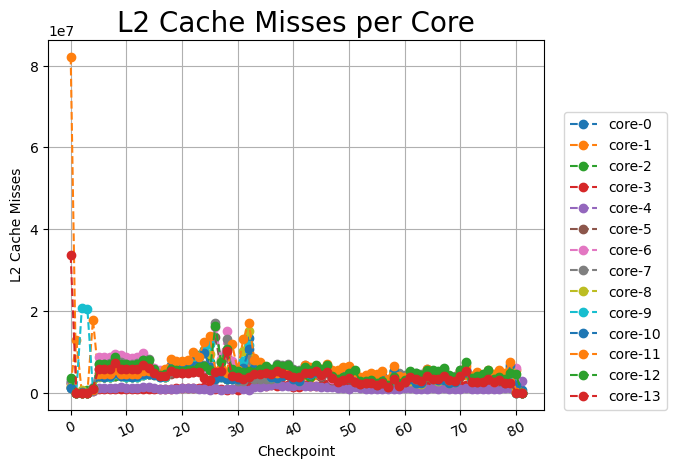 L2 Cache Misses per Core
1e7
8
6
4
2
0
L2 Cache Misses
0
10
20
30
40
50
60
70
80
Checkpoint
core-0
core-1
core-2
core-3
core-4
core-5
core-6
core-7
core-8
core-9
core-10
core-11
core-12
core-13